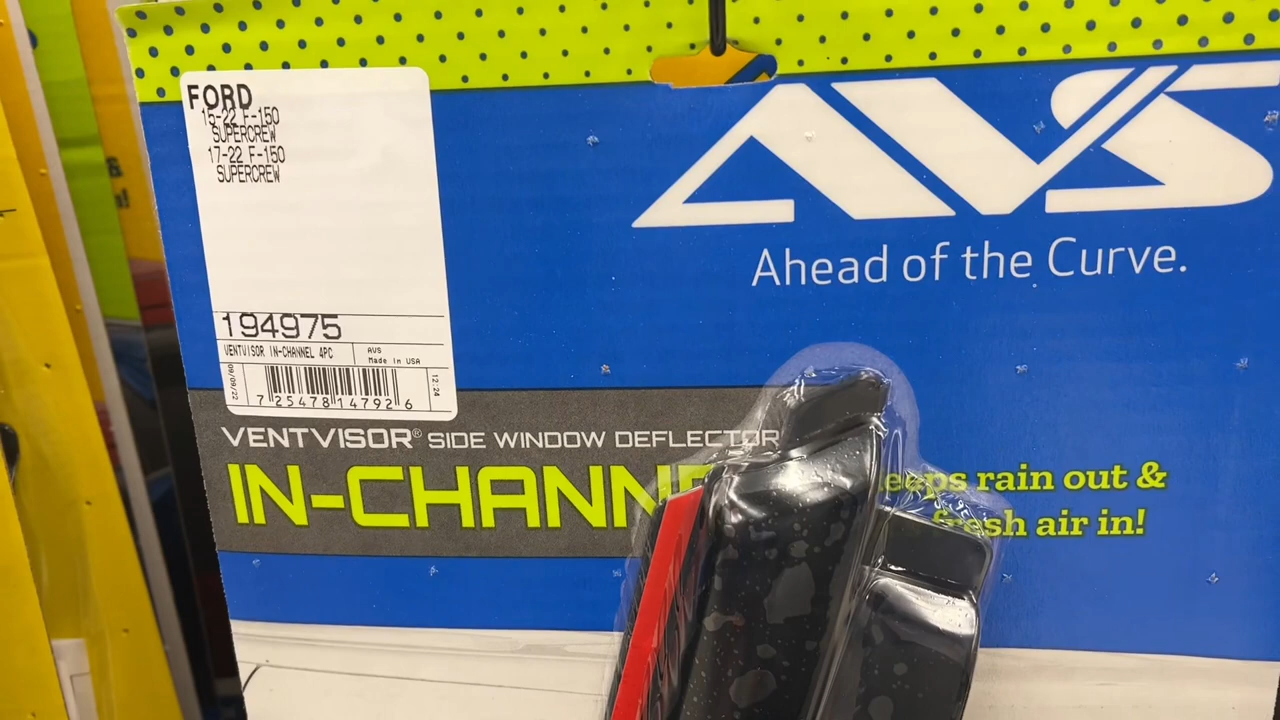 FORD
15-22 F-150
SUPERCREW
17-22 F-150
SUPERCREW
194975
VENTVISOR IN-CHANNEL 4PC
AVS
Made in USA
09/09/22
12:24
7 25478 14792 6
AVS
Ahead of the Curve.
VENTVISOR® SIDE WINDOW DEFLECTOR
IN-CHANNE
eeps rain out &
fresh air in!
&
a!